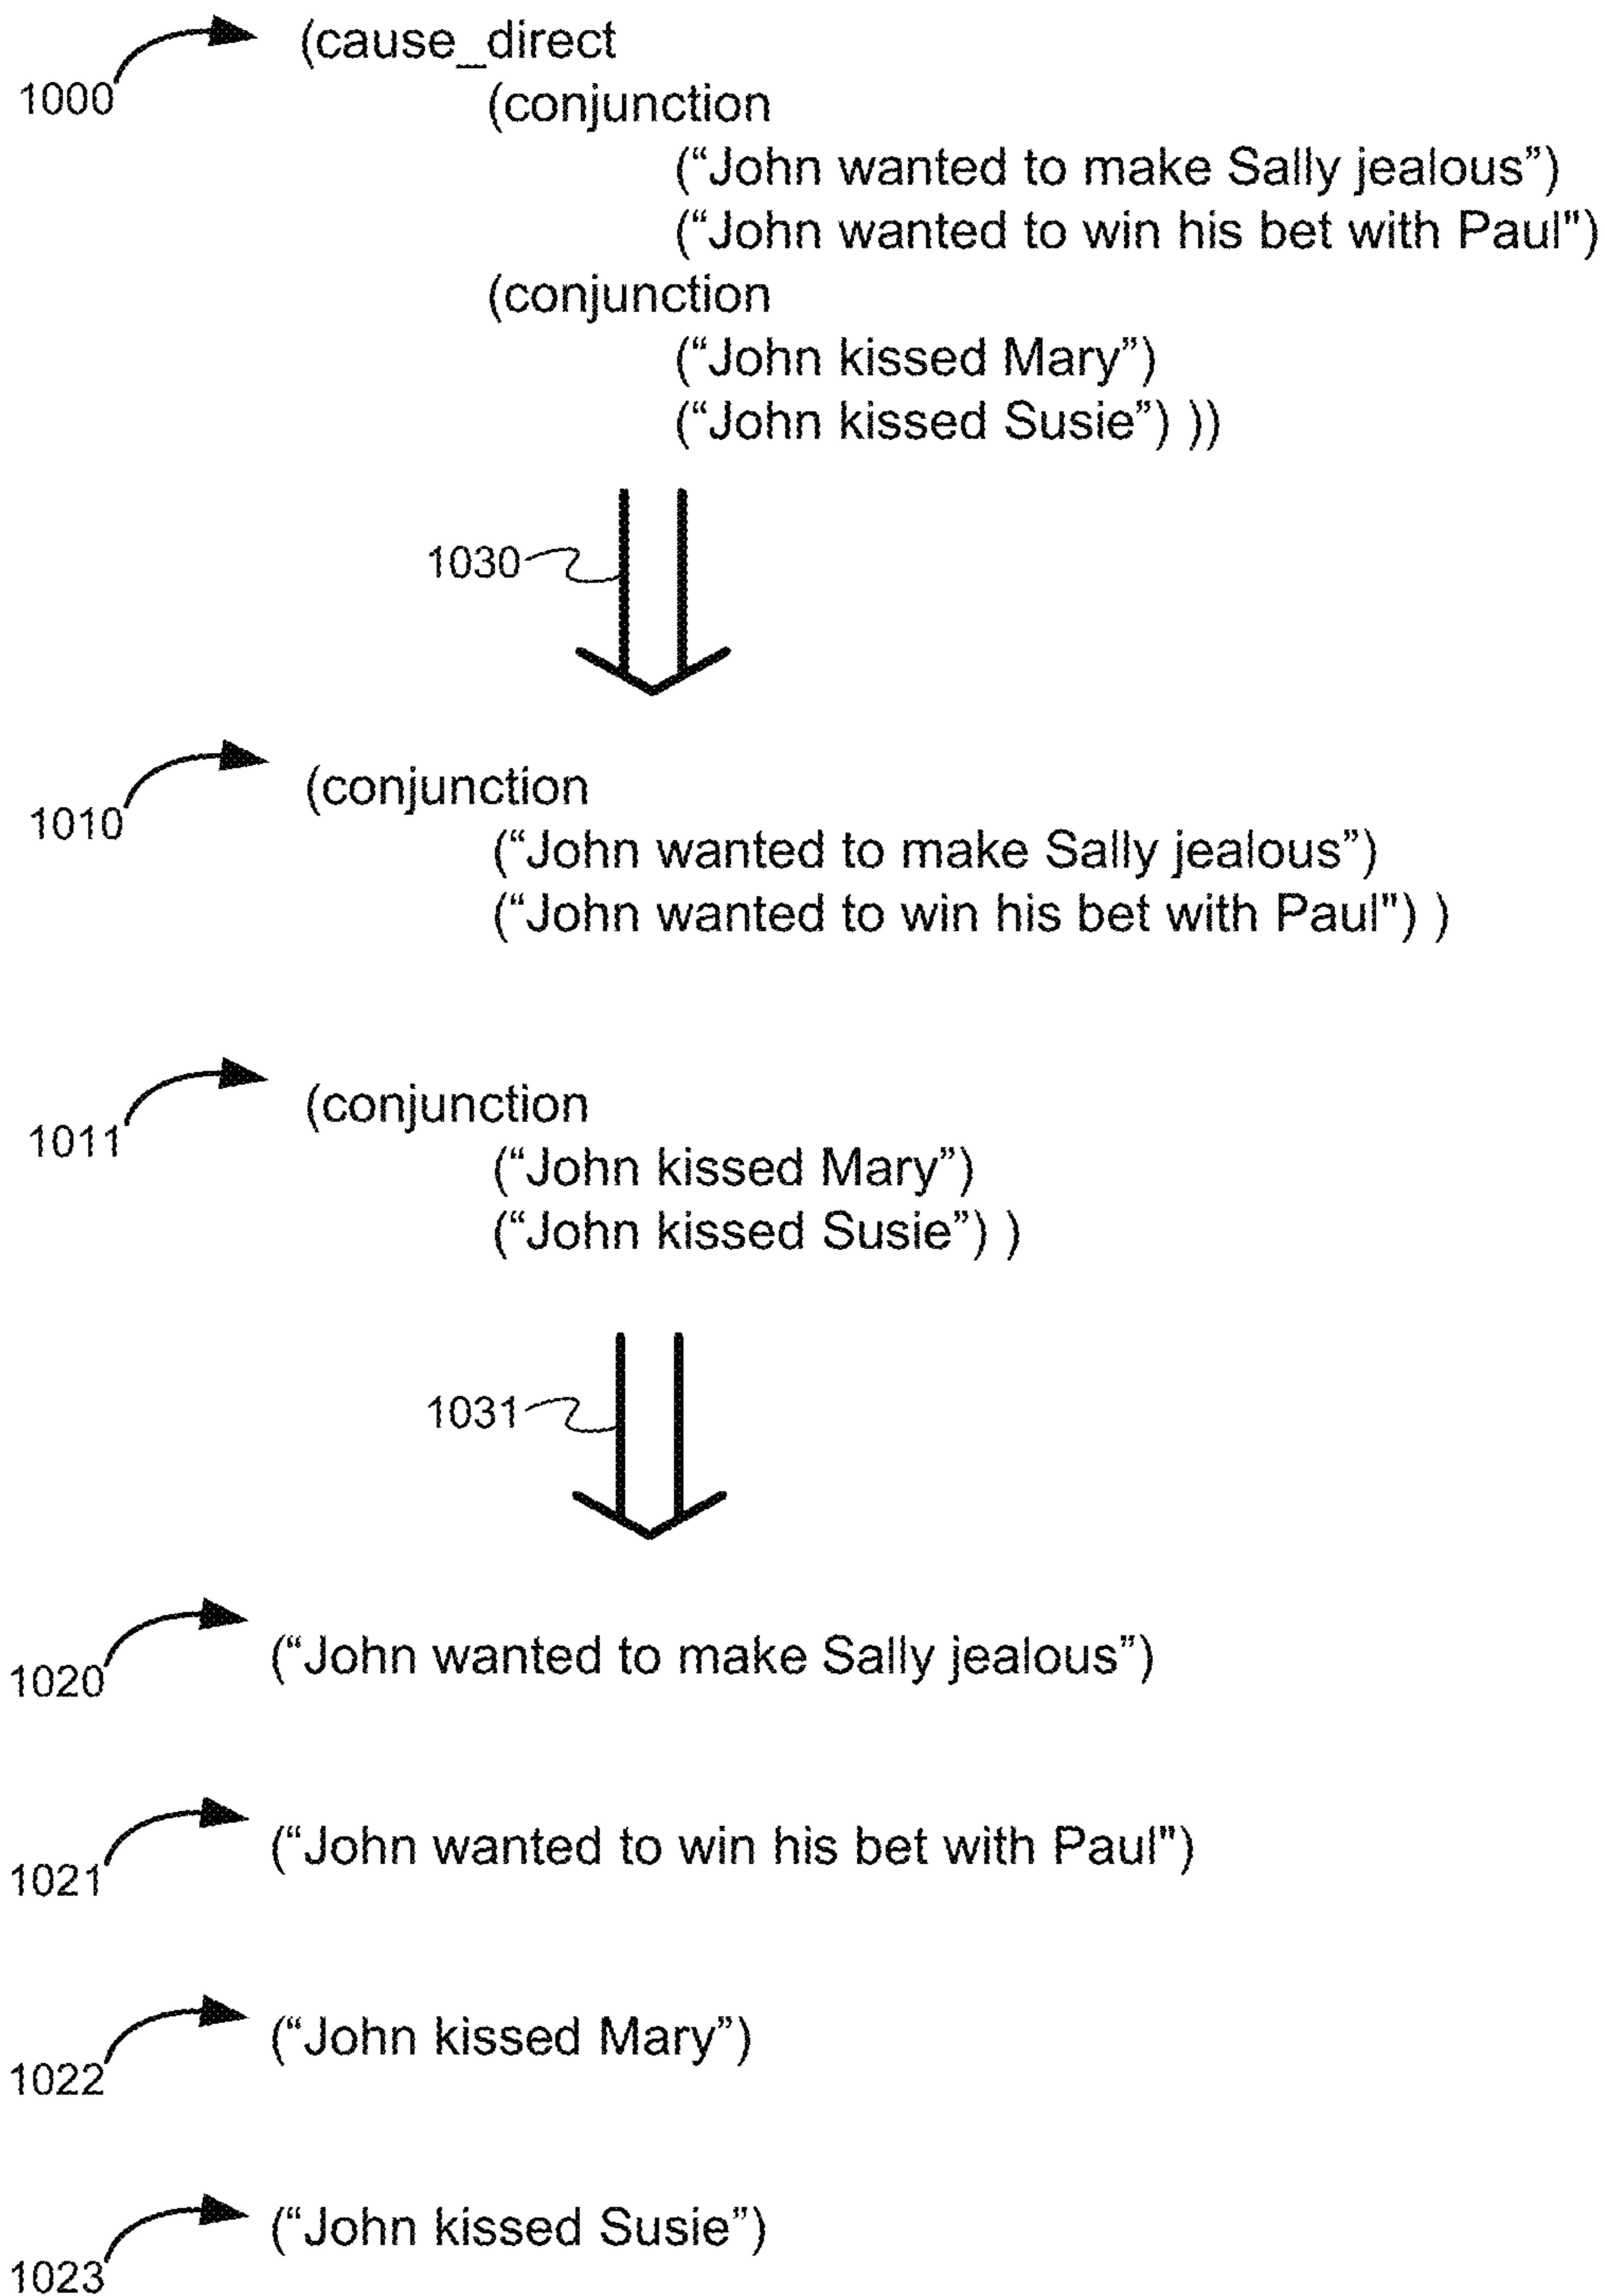 (cause_direct
1000
(conjunction
(“John wanted to make Sally jealous”)
(“John wanted to win his bet with Paul")
(conjunction
(“John kissed Mary”)
(“John kissed Susie”) ))
1030
(conjunction
1010
(“John wanted to make Sally jealous”)
(“John wanted to win his bet with Paul") )
(conjunction
1011
(“John kissed Mary”)
(“John kissed Susie”) )
1031
(“John wanted to make Sally jealous”)
1020
(“John wanted to win his bet with Paul")
1021
(“John kissed Mary”)
1022
(“John kissed Susie”)
1023